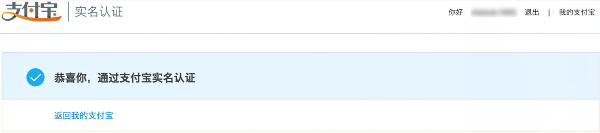 支付宝 | 实名认证
你好 退出 | 我的支付宝
恭喜你，通过支付宝实名认证
返回我的支付宝